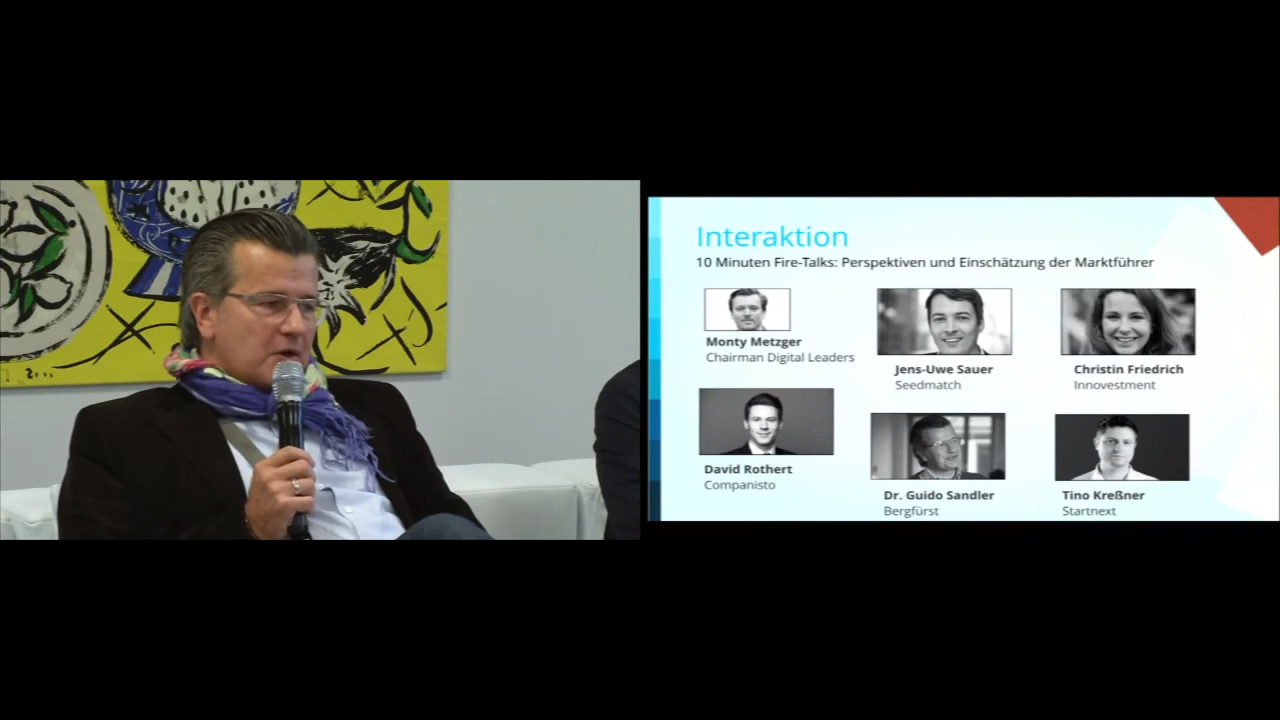 Interaktion
10 Minuten Fire-Talks: Perspektiven und Einschätzung der Marktführer
Monty Metzger
Chairman Digital Leaders
Jens-Uwe Sauer
Seedmatch
Christin Friedrich
Innovestment
David Rothert
Companisto
Dr. Guido Sandler
Bergfürst
Tino Kreßner
Startnext